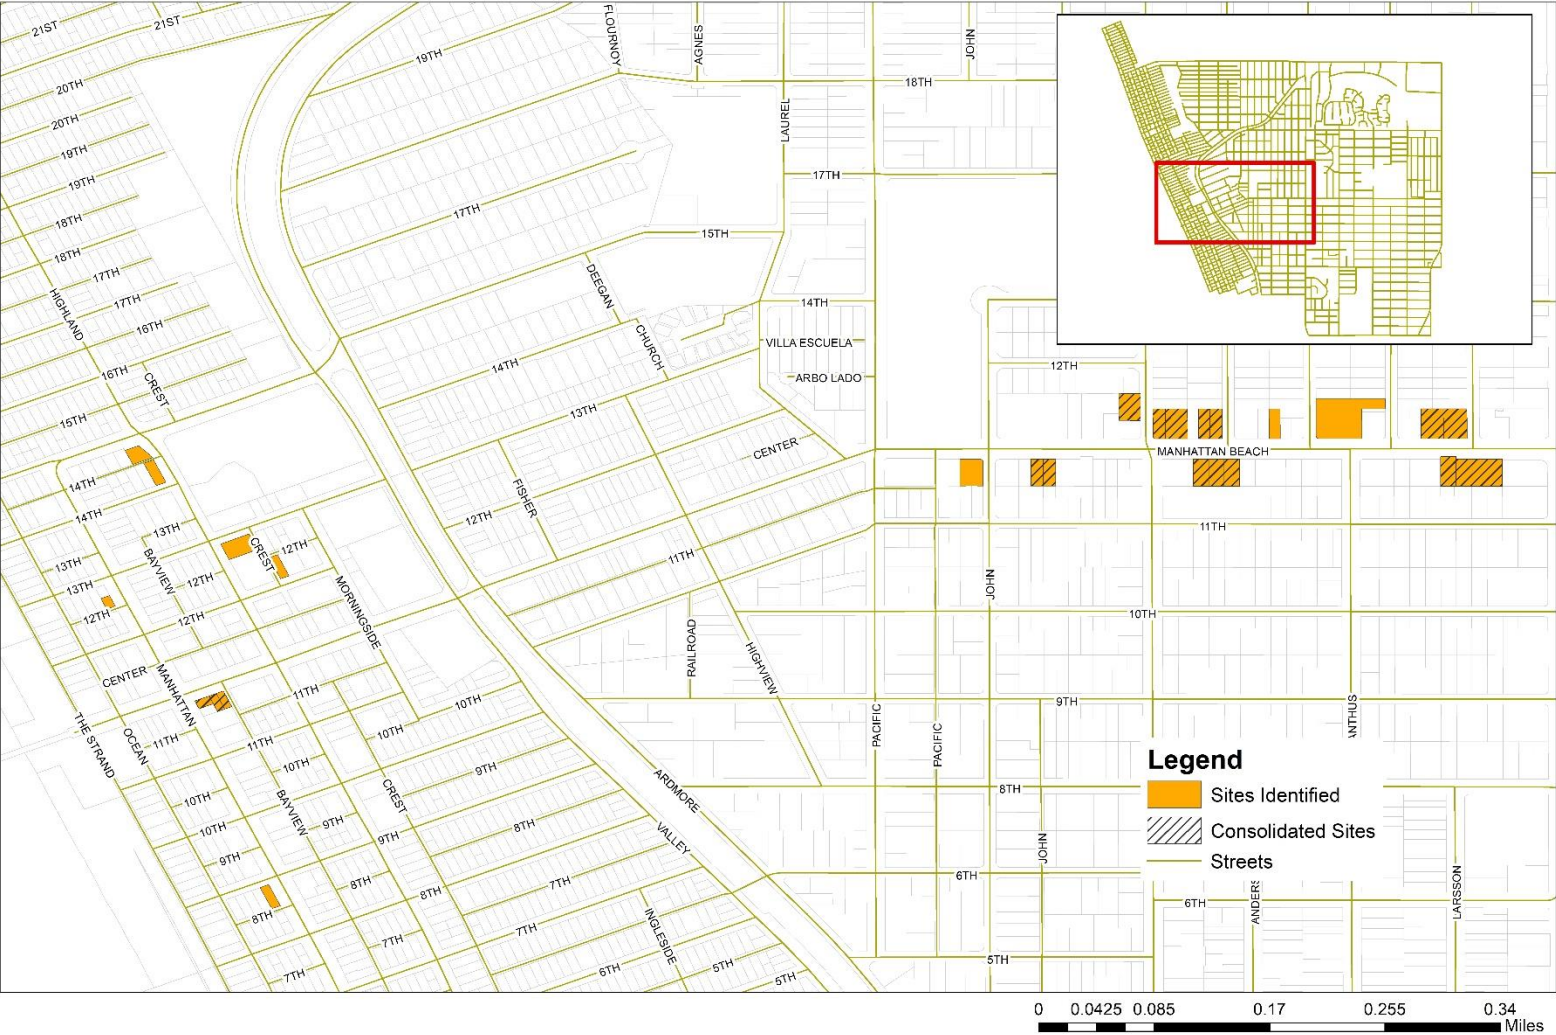 21ST
21ST
FLOURNOY
AGNES
JOHN
19TH
20TH
18TH
20TH
LAUREL
19TH
17TH
19TH
17TH
18TH
15TH
18TH
17TH
DEEGAN
17TH
HIGHLAND
14TH
16TH
CHURCH
VILLA ESCUELA
14TH
12TH
16TH
ARBO LADO
CREST
13TH
15TH
CENTER
MANHATTAN BEACH
14TH
FISHER
14TH
12TH
13TH
11TH
CREST
12TH
11TH
13TH
BAYVIEW
12TH
JOHN
13TH
MORNINGSIDE
12TH
12TH
10TH
RAILROAD
HIGHVIEW
CENTER
MANHATTAN
11TH
10TH
9TH
ANTHUS
PACIFIC
PACIFIC
THE STRAND
OCEAN
11TH
11TH
10TH
10TH
9TH
ARDMORE
8TH
10TH
CREST
BAYVIEW
10TH
9TH
8TH
VALLEY
9TH
JOHN
9TH
6TH
8TH
7TH
8TH
6TH
ANDERS
LARSSON
8TH
INGLESIDE
7TH
7TH
5TH
7TH
6TH
5TH
5TH
Legend
Sites Identified
Consolidated Sites
Streets
0 0.0425 0.085 0.17 0.255 0.34
Miles